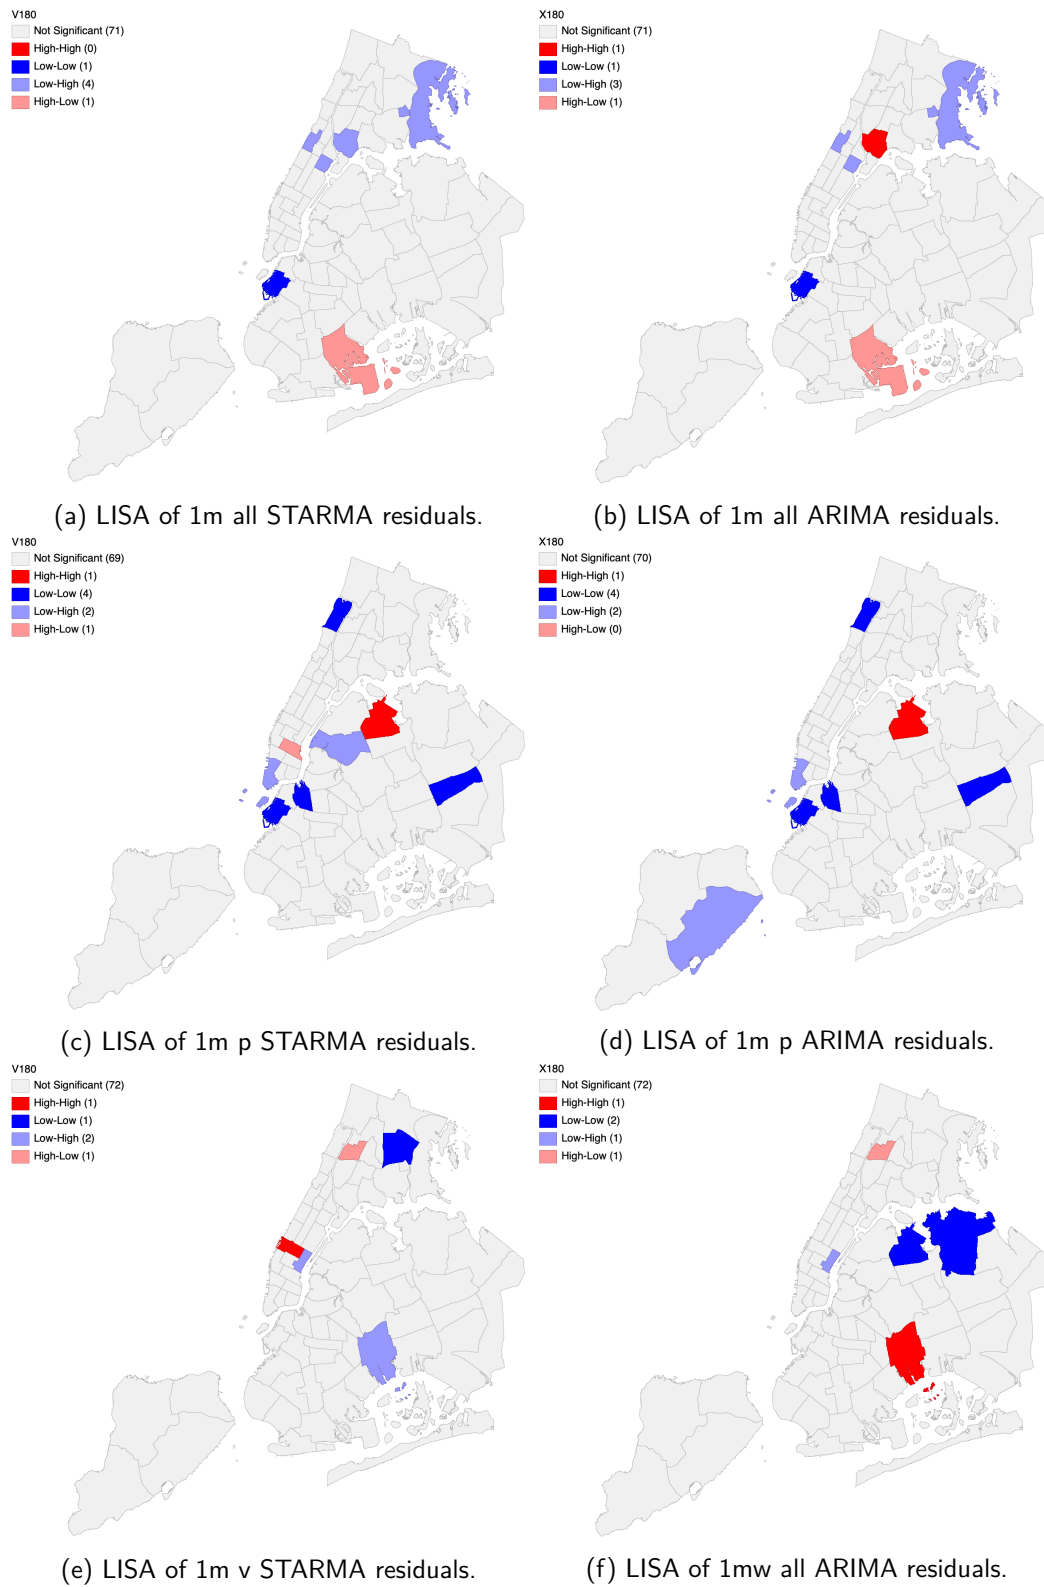 V180
Not Significant (71)
High-High (0)
Low-Low (1)
Low-High (4)
High-Low (1)
X180
Not Significant (71)
High-High (1)
Low-Low (1)
Low-High (3)
High-Low (1)
(a) LISA of 1m all STARMA residuals.
(b) LISA of 1m all ARIMA residuals.
V180
Not Significant (69)
High-High (1)
Low-Low (4)
Low-High (2)
High-Low (1)
X180
Not Significant (70)
High-High (1)
Low-Low (4)
Low-High (2)
High-Low (0)
(c) LISA of 1m p STARMA residuals.
(d) LISA of 1m p ARIMA residuals.
V180
Not Significant (72)
High-High (1)
Low-Low (1)
Low-High (2)
High-Low (1)
X180
Not Significant (72)
High-High (1)
Low-Low (2)
Low-High (1)
High-Low (1)
(e) LISA of 1m v STARMA residuals.
(f) LISA of 1mw all ARIMA residuals.